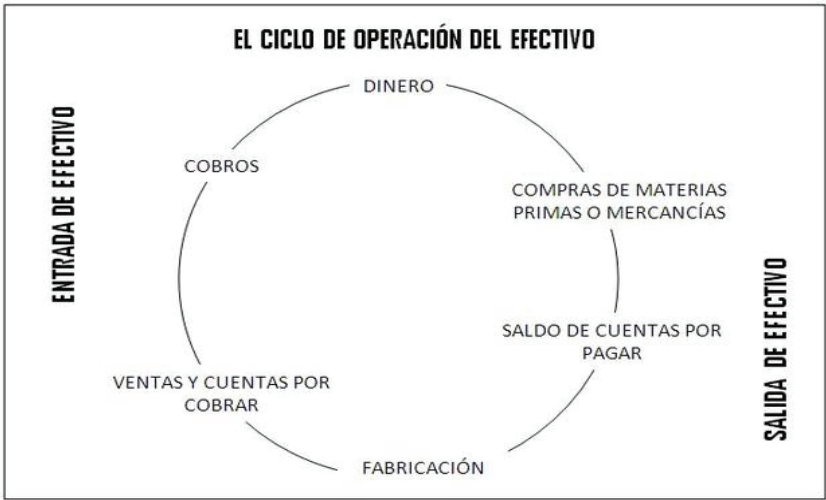 EL CICLO DE OPERACIÓN DEL EFECTIVO
DINERO
COBROS
COMPRAS DE MATERIAS
PRIMAS O MERCANCÍAS
ENTRADA DE EFECTIVO
SALDO DE CUENTAS POR
PAGAR
SALIDA DE EFECTIVO
VENTAS Y CUENTAS POR
COBRAR
FABRICACIÓN